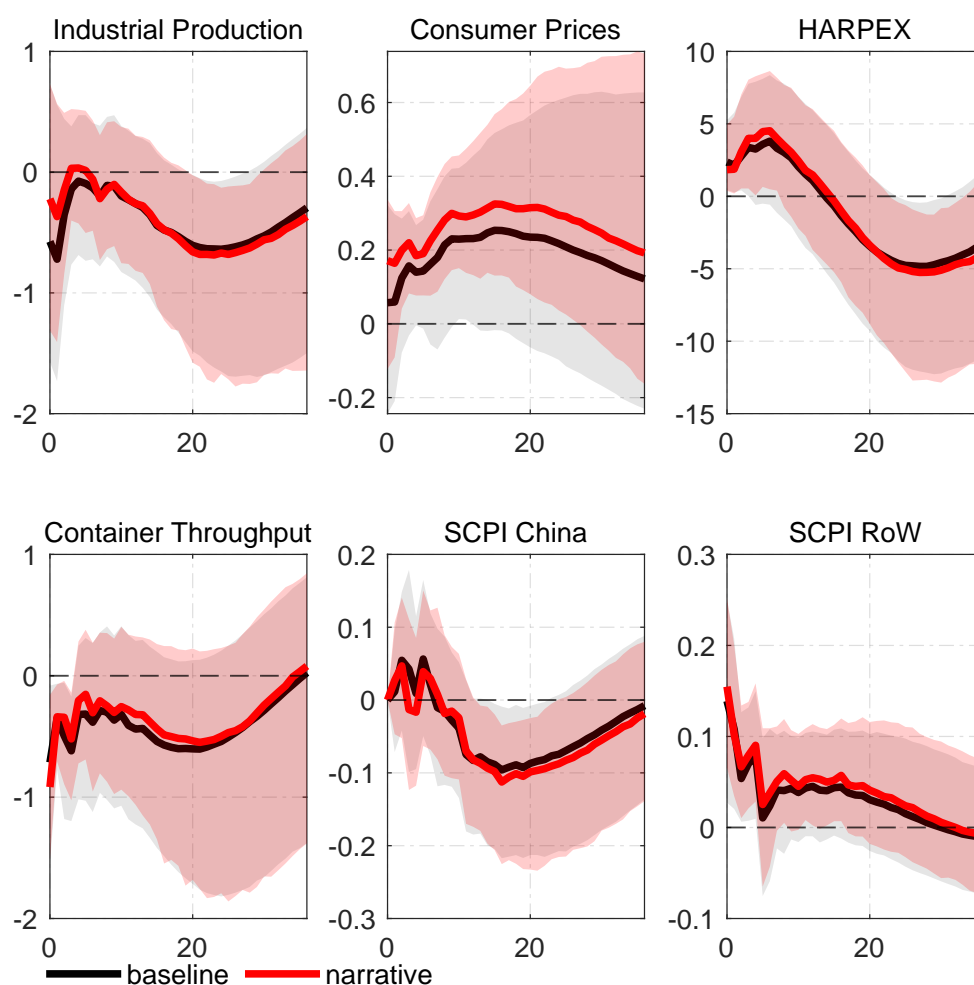 Industrial Production Consumer Prices HARPEX
1 0.6 10
0 0.4 5
-1 0.2 0
-2 0 -5
-0.2 -10
-15
0 20 0 20 0 20
Container Throughput SCPI China SCPI RoW
1 0.2 0.3
0 0.1 0.2
-1 0 0.1
-2 -0.1 0
-0.2 -0.1
-0.3
0 20 0 20 0 20
baseline narrative